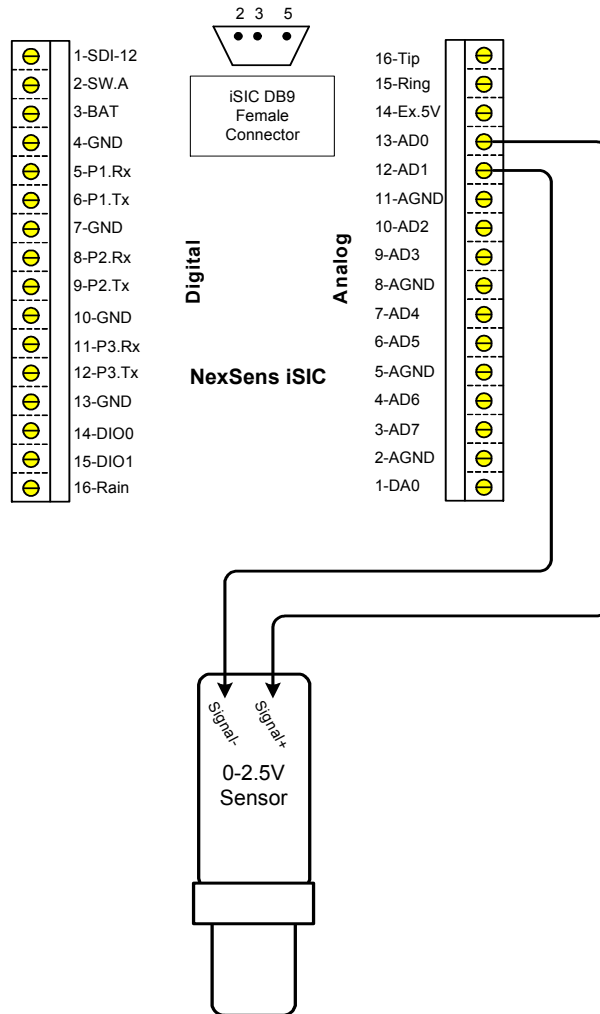 2 3 5
iSIC DB9
Female
Connector
1-SDI-12
2-SW.A
3-BAT
4-GND
5-P1.Rx
6-P1.Tx
7-GND
8-P2.Rx
9-P2.Tx
10-GND
11-P3.Rx
12-P3.Tx
13-GND
14-DIO0
15-DIO1
16-Rain
Digital
Analog
NexSens iSIC
16-Tip
15-Ring
14-Ex.5V
13-AD0
12-AD1
11-AGND
10-AD2
9-AD3
8-AGND
7-AD4
6-AD5
5-AGND
4-AD6
3-AD7
2-AGND
1-DA0
Signal-
Signal+
0-2.5V
Sensor